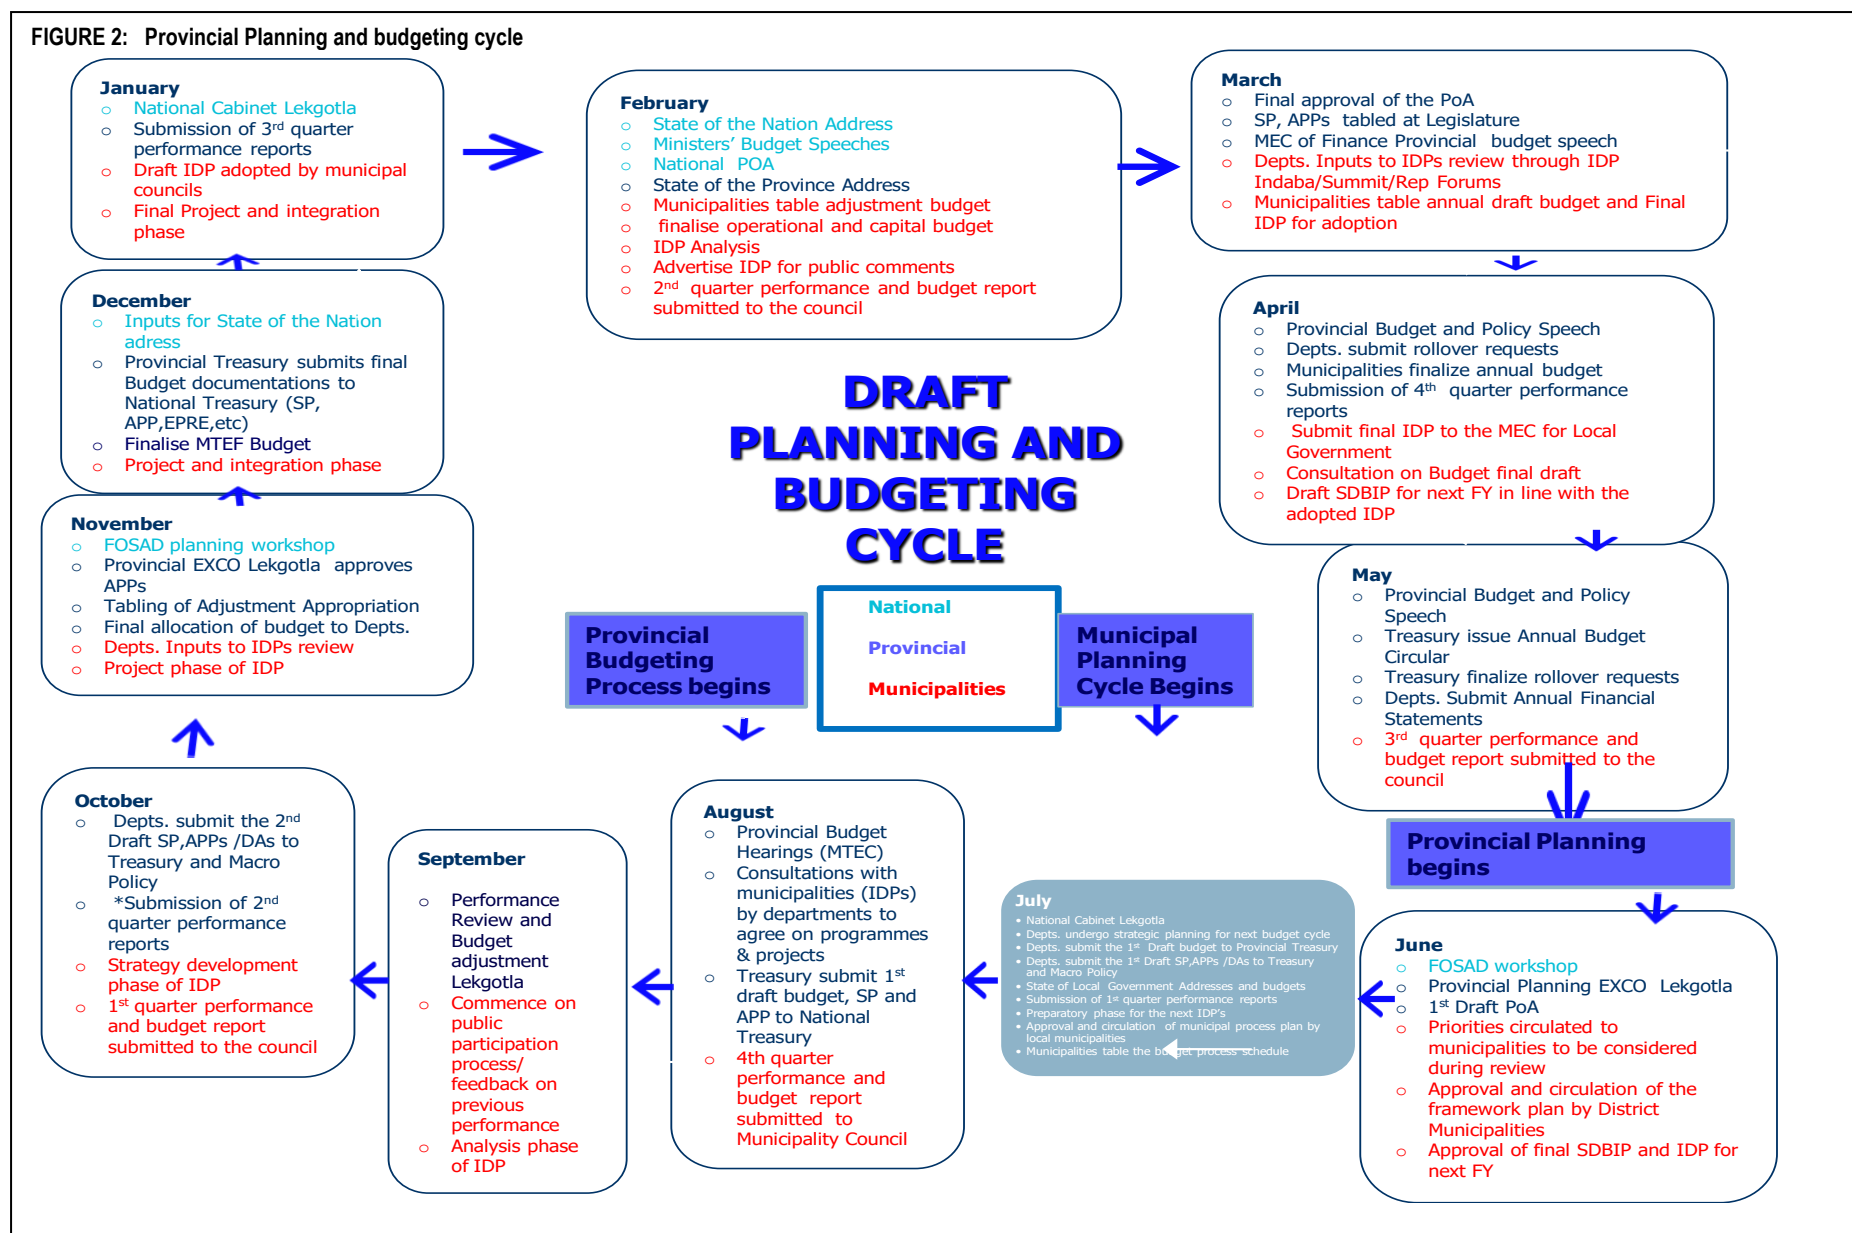 FIGURE 2: Provincial Planning and budgeting cycle
January
o National Cabinet Lekgotla
o Submission of 3rd quarter
performance reports
o Draft IDP adopted by municipal
councils
o Final Project and integration
phase
February
o State of the Nation Address
o Ministers' Budget Speeches
o National POA
o State of the Province Address
o Municipalities table adjustment budget
o finalise operational and capital budget
o IDP Analysis
o Advertise IDP for public comments
o 2nd quarter performance and budget report
submitted to the council
March
o Final approval of the PoA
o SP, APPs tabled at Legislature
o MEC of Finance Provincial budget speech
o Depts. Inputs to IDPs review through IDP
Indaba/Summit/Rep Forums
o Municipalities table annual draft budget and Final
IDP for adoption
April
o Provincial Budget and Policy Speech
o Depts. submit rollover requests
o Municipalities finalize annual budget
o Submission of 4th quarter performance
reports
o Submit final IDP to the MEC for Local
Government
o Consultation on Budget final draft
o Draft SDBIP for next FY in line with the
adopted IDP
May
o Provincial Budget and Policy
Speech
o Treasury issue Annual Budget
Circular
o Treasury finalize rollover requests
o Depts. Submit Annual Financial
Statements
o 3rd quarter performance and
budget report submitted to the
council
Provincial Planning
begins
June
o FOSAD workshop
o Provincial Planning EXCO Lekgotla
o 1st Draft PoA
o Priorities circulated to
municipalities to be considered
during review
o Approval and circulation of the
framework plan by District
Municipalities
o Approval of final SDBIP and IDP for
next FY
July
• National Cabinet Lekgotla
• Depts. undergo strategic planning for next budget cycle
• Depts. submit the 1st Draft budget to Provincial Treasury
• Depts. submit the 1st Draft SP,APPs /DAs to Treasury
and Macro Policy
• State of Local Government Addresses and budgets
• Submission of 1st quarter performance reports
• Preparatory phase for the next IDP's
• Approval and circulation of municipal process plan by
local municipalities
• Municipalities table the budget process schedule
August
o Provincial Budget
Hearings (MTEC)
o Consultations with
municipalities (IDPs)
by departments to
agree on programmes
& projects
o Treasury submit 1st
draft budget, SP and
APP to National
Treasury
o 4th quarter
performance and
budget report
submitted to
Municipality Council
September
o Performance
Review and
Budget
adjustment
Lekgotla
o Commence on
public
participation
process/
feedback on
previous
performance
o Analysis phase
of IDP
October
o Depts. submit the 2nd
Draft SP,APPs /DAs to
Treasury and Macro
Policy
o *Submission of 2nd
quarter performance
reports
o Strategy development
phase of IDP
o 1st quarter performance
and budget report
submitted to the council
November
o FOSAD planning workshop
o Provincial EXCO Lekgotla approves
APPs
o Tabling of Adjustment Appropriation
o Final allocation of budget to Depts.
o Depts. Inputs to IDPs review
o Project phase of IDP
December
o Inputs for State of the Nation
adress
o Provincial Treasury submits final
Budget documentations to
National Treasury (SP,
APP,EPRE,etc)
o Finalise MTEF Budget
o Project and integration phase
DRAFT
PLANNING AND
BUDGETING
CYCLE
Provincial
Budgeting
Process begins
National
Provincial
Municipalities
Municipal
Planning
Cycle Begins